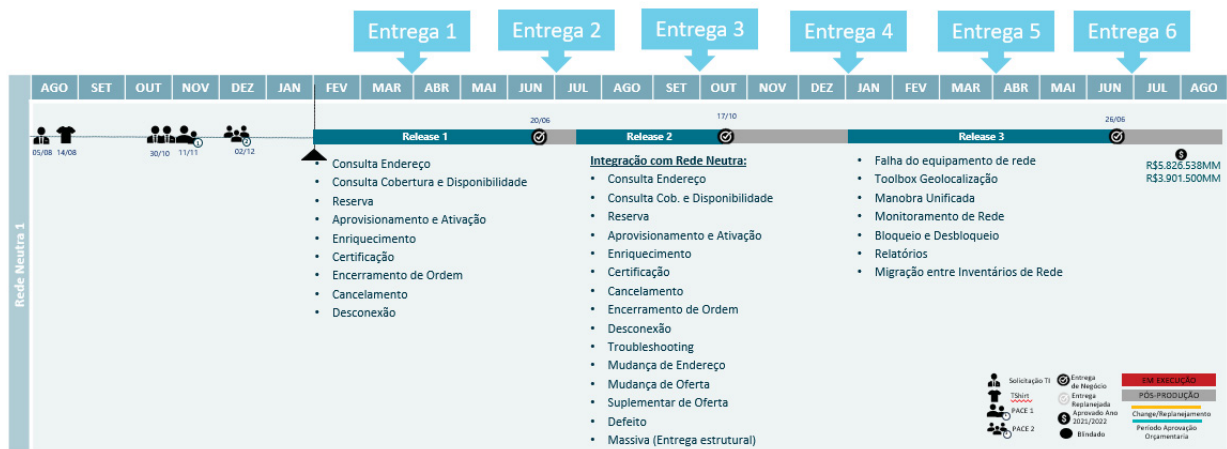 Entrega 1
Entrega 2
Entrega 3
Entrega 4
Entrega 5
Entrega 6
AGO SET OUT NOV DEZ JAN FEV MAR ABR MAI JUN JUL AGO SET OUT NOV DEZ JAN FEV MAR ABR MAI JUN JUL AGO
Rede Neutra 1
05/08
14/08
30/10
11/11
1
02/12
2
Release 1
20/06
Release 2
17/10
Release 3
26/06
• Consulta Endereço
• Consulta Cobertura e Disponibilidade
• Reserva
• Aprovisionamento e Ativação
• Enriquecimento
• Certificação
• Encerramento de Ordem
• Cancelamento
• Desconexão
Integração com Rede Neutra:
• Consulta Endereço
• Consulta Cob. e Disponibilidade
• Reserva
• Aprovisionamento e Ativação
• Enriquecimento
• Certificação
• Cancelamento
• Encerramento de Ordem
• Desconexão
• Troubleshooting
• Mudança de Endereço
• Mudança de Oferta
• Suplementar de Oferta
• Defeito
• Massiva (Entrega estrutural)
• Falha do equipamento de rede
• Toolbox Geolocalização
• Manobra Unificada
• Monitoramento de Rede
• Bloqueio e Desbloqueio
• Relatórios
• Migração entre Inventários de Rede
$
R$5.826.538MM
R$3.901.500MM
Solicitação TI
TShirt
PACE 1
PACE 2
Entrega
de Negócio
Entrega
Replanejada
$
Aprovado Ano
2021/2022
Blindado
EM EXECUÇÃO
PÓS-PRODUÇÃO
Change/Replanejamento
Período Aprovação
Orçamentaria